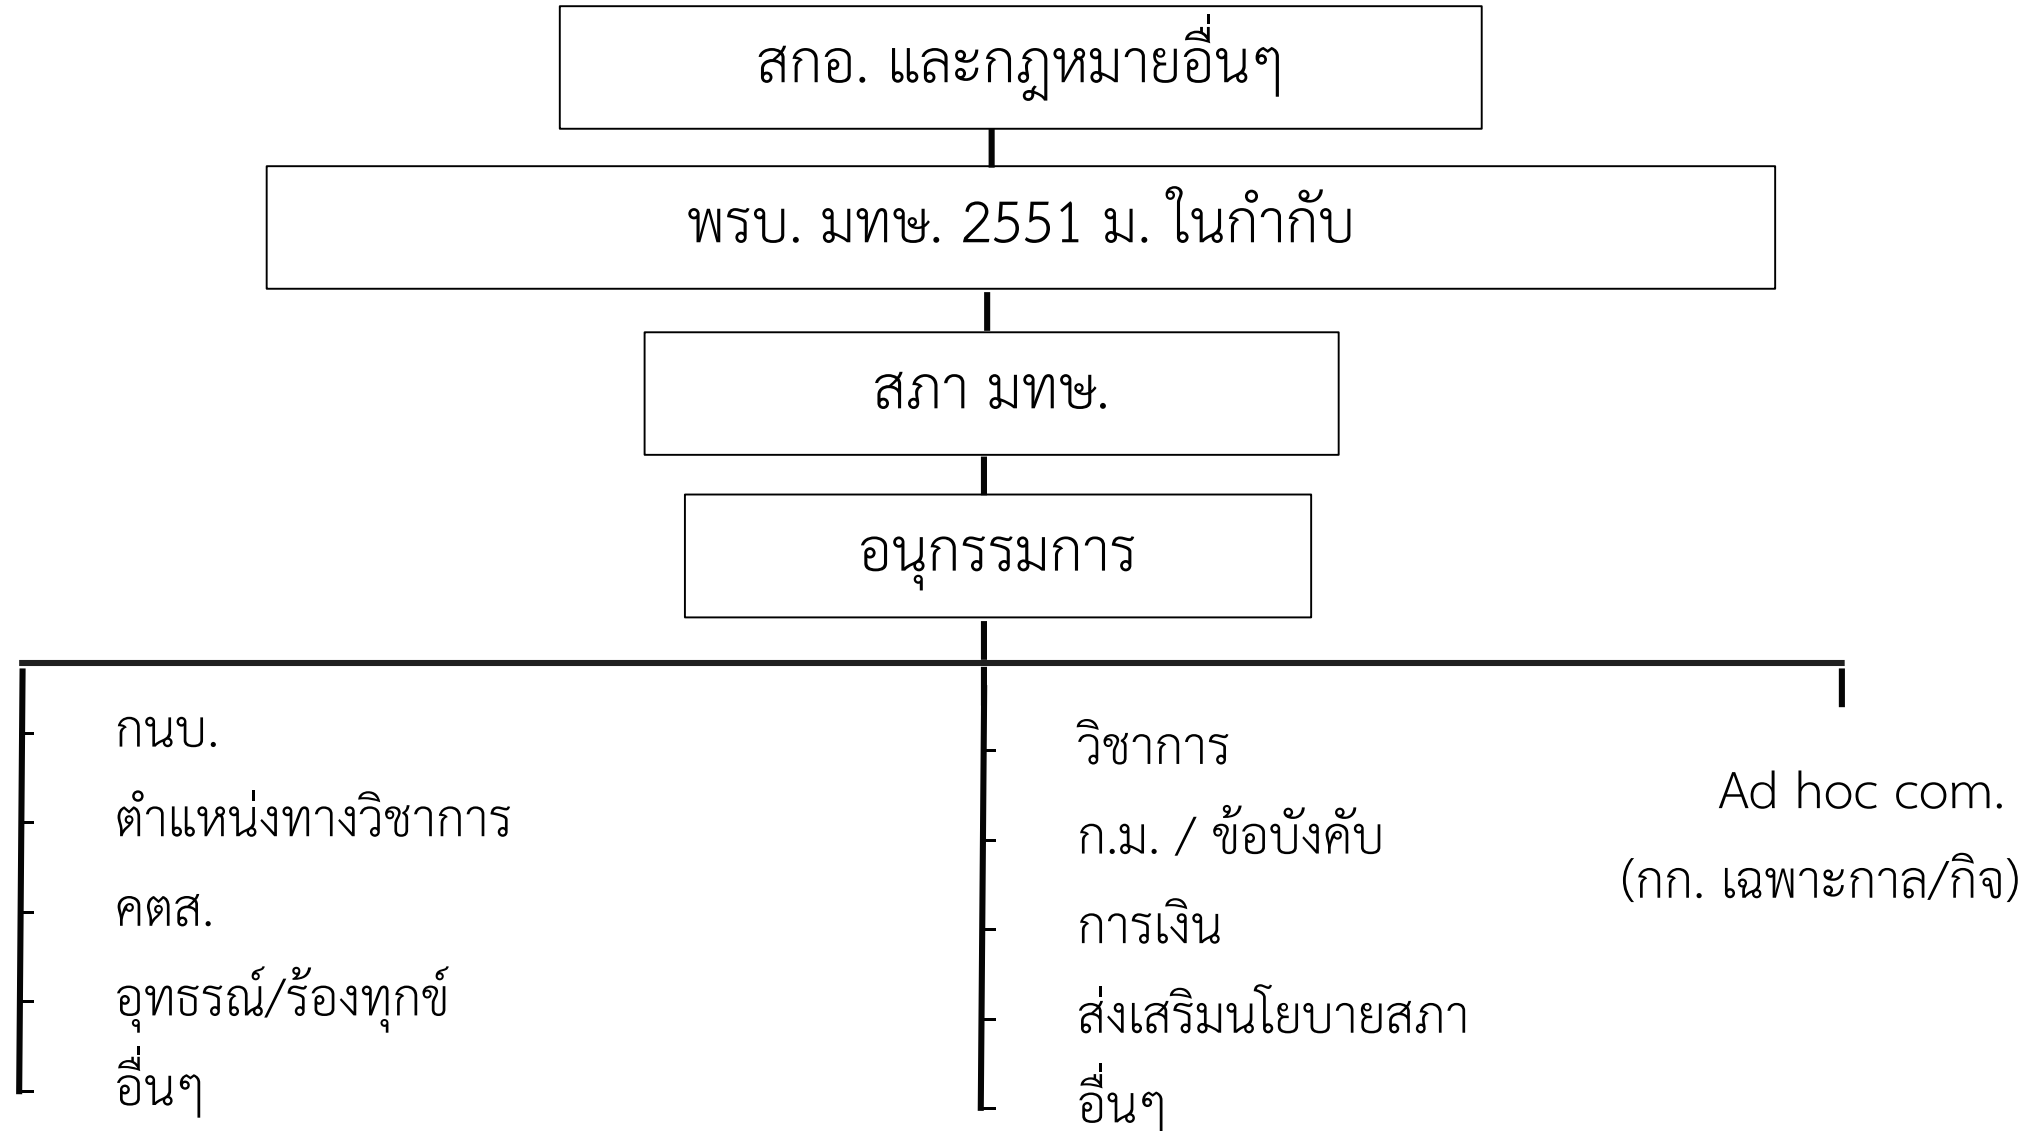 สกอ. และกฎหมายอื่นๆ
พรบ. มทษ. 2551 ม. ในกำกับ
สภา มทษ.
อนุกรรมการ
กนบ.
ตำแหน่งทางวิชาการ
คตส.
อุทธรณ์/ร้องทุกข์
อื่นๆ
วิชาการ
ก.ม. / ข้อบังคับ
การเงิน
ส่งเสริมนโยบายสภา
อื่นๆ
Ad hoc com.
(กก. เฉพาะกาล/กิจ)